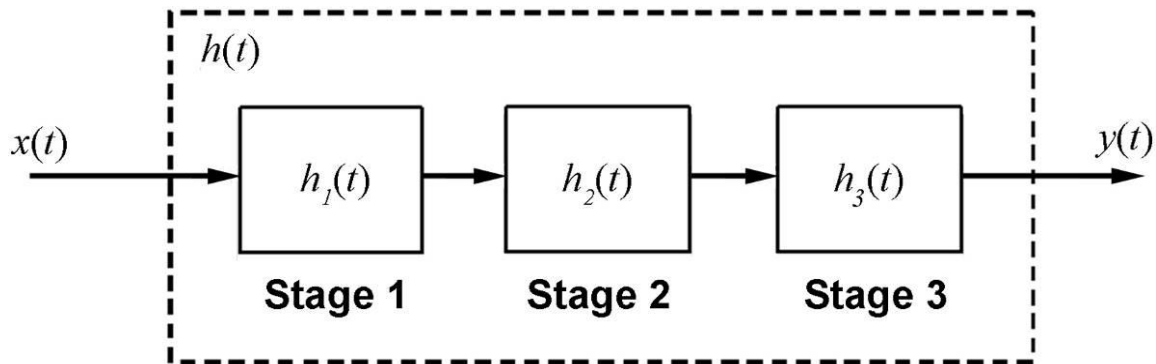 h(t)
x(t)
y(t)
h₁(t)
h₂(t)
h₃(t)
Stage 1
Stage 2
Stage 3